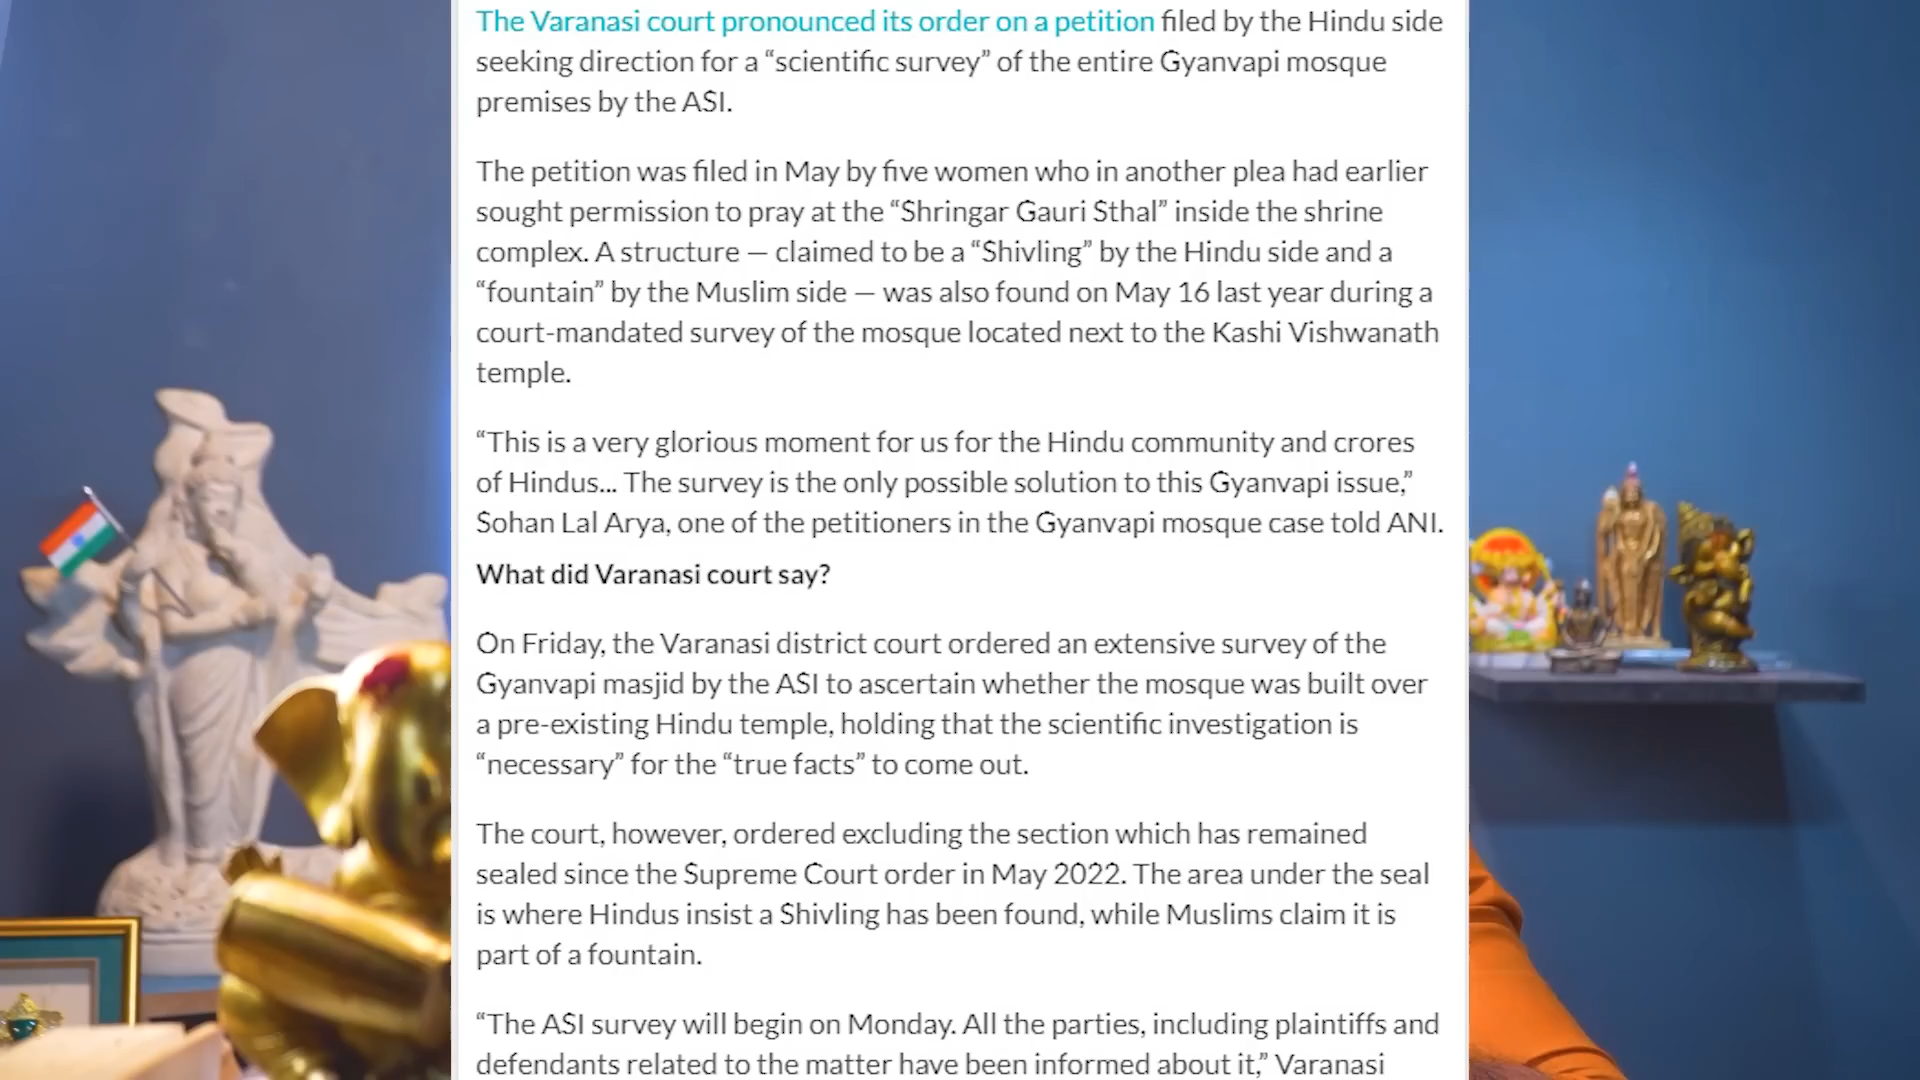 The Varanasi court pronounced its order on a petition filed by the Hindu side
seeking direction for a “scientific survey” of the entire Gyanvapi mosque
premises by the ASI.
The petition was filed in May by five women who in another plea had earlier
sought permission to pray at the “Shringar Gauri Sthal” inside the shrine
complex. A structure — claimed to be a “Shivling” by the Hindu side and a
“fountain” by the Muslim side — was also found on May 16 last year during a
court-mandated survey of the mosque located next to the Kashi Vishwanath
temple.
“This is a very glorious moment for us for the Hindu community and crores
of Hindus... The survey is the only possible solution to this Gyanvapi issue,”
Sohan Lal Arya, one of the petitioners in the Gyanvapi mosque case told ANI.
What did Varanasi court say?
On Friday, the Varanasi district court ordered an extensive survey of the
Gyanvapi masjid by the ASI to ascertain whether the mosque was built over
a pre-existing Hindu temple, holding that the scientific investigation is
“necessary” for the “true facts” to come out.
The court, however, ordered excluding the section which has remained
sealed since the Supreme Court order in May 2022. The area under the seal
is where Hindus insist a Shivling has been found, while Muslims claim it is
part of a fountain.
“The ASI survey will begin on Monday. All the parties, including plaintiffs and
defendants related to the matter have been informed about it,” Varanasi